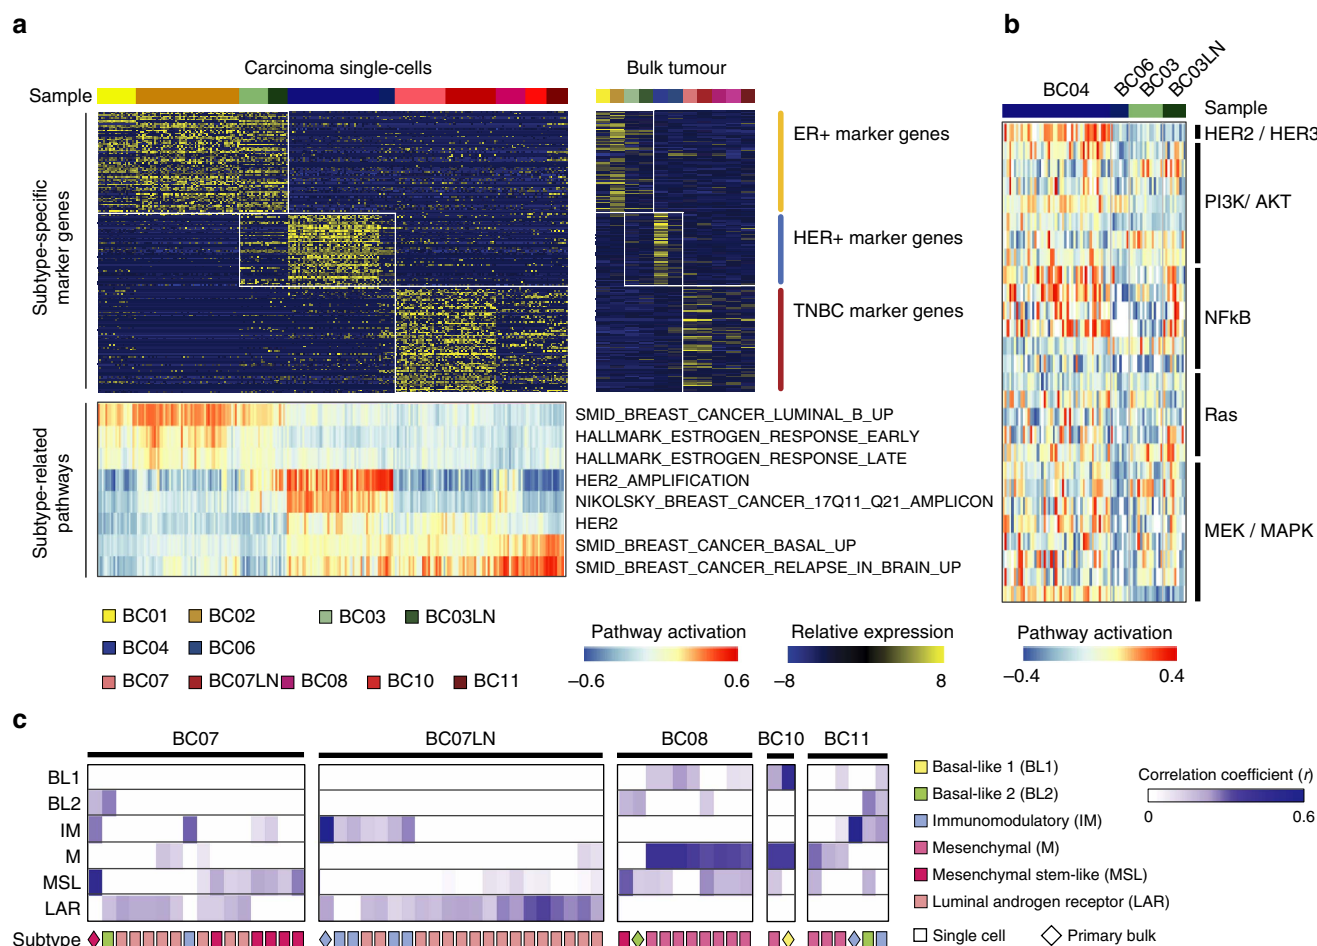 a
b
Carcinoma single-cells
Bulk tumour
Sample
Subtype-specific
marker genes
ER+ marker genes
HER+ marker genes
TNBC marker genes
Subtype-related
pathways
SMID_BREAST_CANCER_LUMINAL_B_UP
HALLMARK_ESTROGEN_RESPONSE_EARLY
HALLMARK_ESTROGEN_RESPONSE_LATE
HER2_AMPLIFICATION
NIKOLSKY_BREAST_CANCER_17Q11_Q21_AMPLICON
HER2
SMID_BREAST_CANCER_BASAL_UP
SMID_BREAST_CANCER_RELAPSE_IN_BRAIN_UP
BC01 BC02 BC03 BC03LN
BC04 BC06
BC07 BC07LN BC08 BC10 BC11
Pathway activation
–0.6 0.6
Relative expression
–8 8
BC04 BC06 BC03 BC03LN
Sample
HER2 / HER3
PI3K/ AKT
NFkB
Ras
MEK / MAPK
Pathway activation
–0.4 0.4
c
BC07 BC07LN BC08 BC10 BC11
BL1
BL2
IM
M
MSL
LAR
Subtype
Basal-like 1 (BL1)
Basal-like 2 (BL2)
Immunomodulatory (IM)
Mesenchymal (M)
Mesenchymal stem-like (MSL)
Luminal androgen receptor (LAR)
Single cell Primary bulk
Correlation coefficient (r)
0 0.6